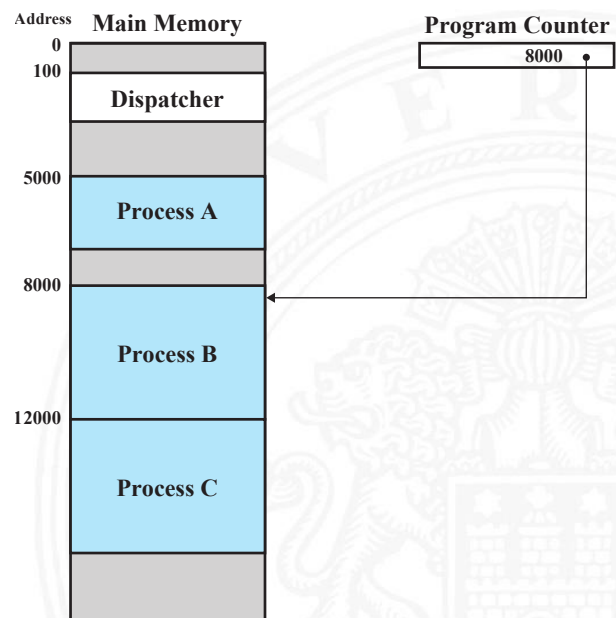 Address
Main Memory
Program Counter
0
8000
100
Dispatcher
5000
Process A
8000
Process B
12000
Process C
V E R